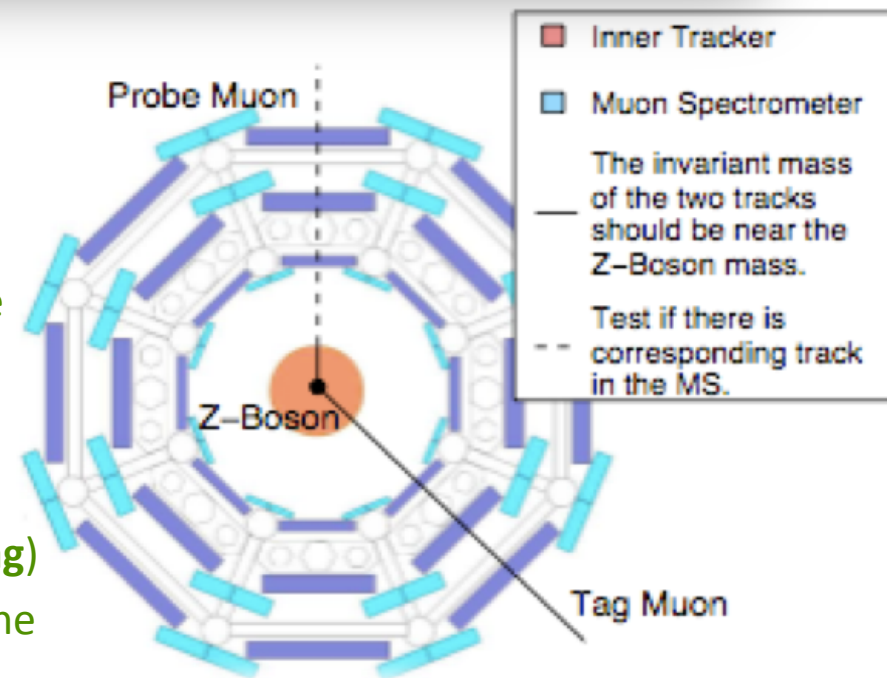 Inner Tracker
Muon Spectrometer
The invariant mass
of the two tracks
should be near the
Z-Boson mass.
Test if there is
corresponding track
in the MS.
Probe Muon
e
Z-Boson
g)
ne
Tag Muon